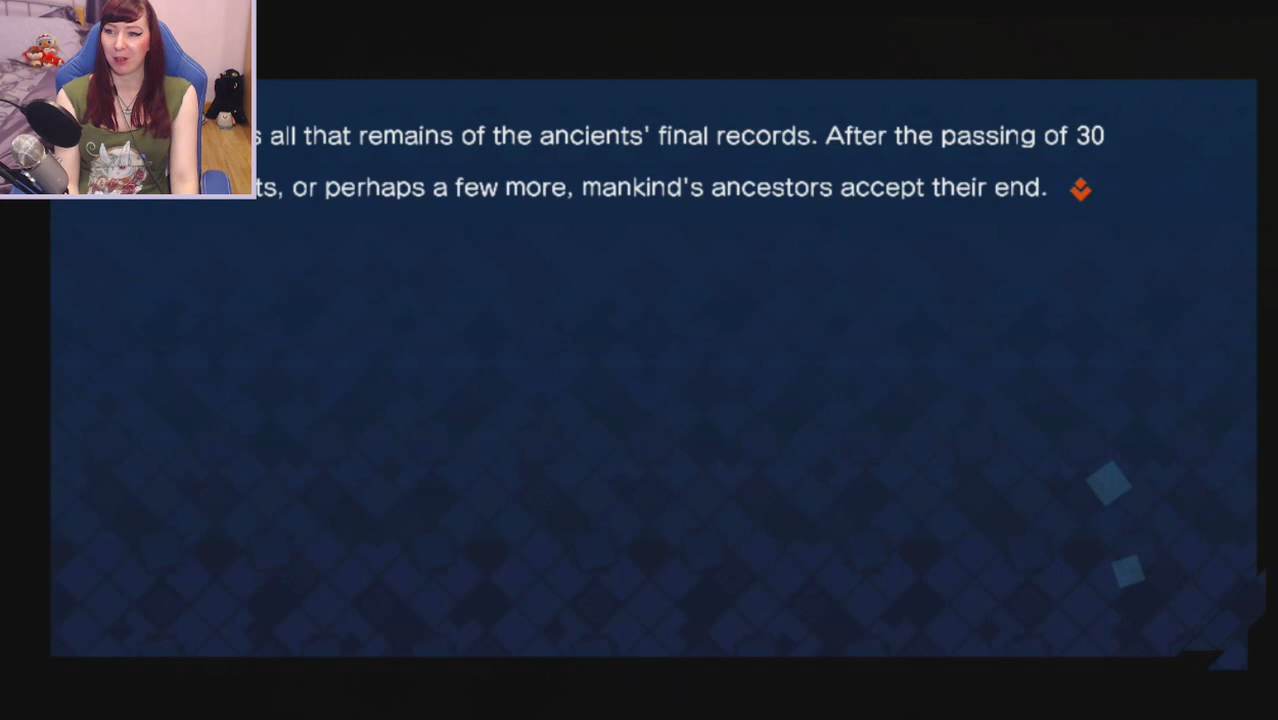 all that remains of the ancients' final records. After the passing of 30
or perhaps a few more, mankind's ancestors accept their end.